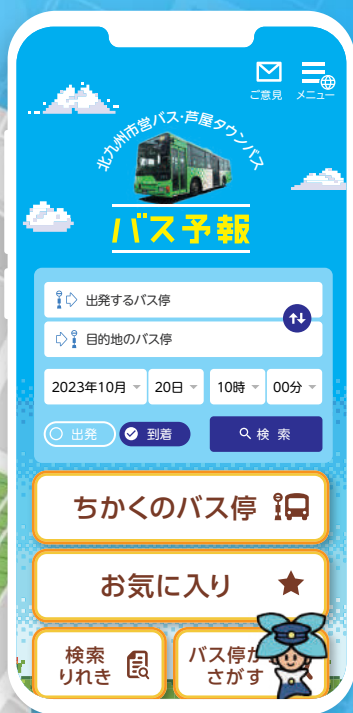 ご意見 メニュー
北九州市営バス・芦屋タウンバス
バス予報
出発するバス停
目的地のバス停
2023年10月 20日 10時 00分
出発 到着 検索
ちかくのバス停
お気に入り
検索
りれき
バス停か
さがす